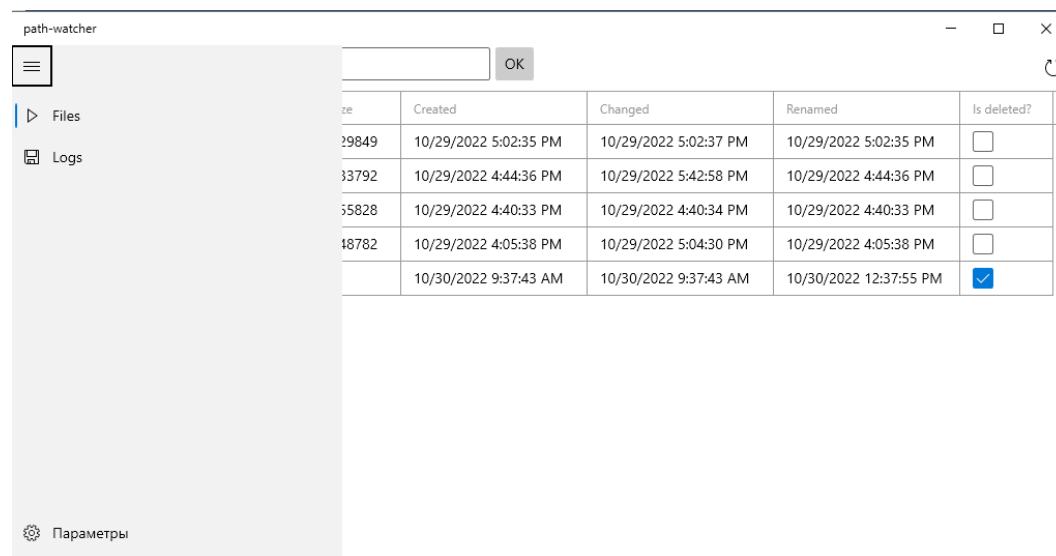 path-watcher
OK
Files
Logs
Created Changed Renamed Is deleted?
29849 10/29/2022 5:02:35 PM 10/29/2022 5:02:37 PM 10/29/2022 5:02:35 PM
33792 10/29/2022 4:44:36 PM 10/29/2022 5:42:58 PM 10/29/2022 4:44:36 PM
55828 10/29/2022 4:40:33 PM 10/29/2022 4:40:34 PM 10/29/2022 4:40:33 PM
48782 10/29/2022 4:05:38 PM 10/29/2022 5:04:30 PM 10/29/2022 4:05:38 PM
10/30/2022 9:37:43 AM 10/30/2022 9:37:43 AM 10/30/2022 12:37:55 PM
Параметры